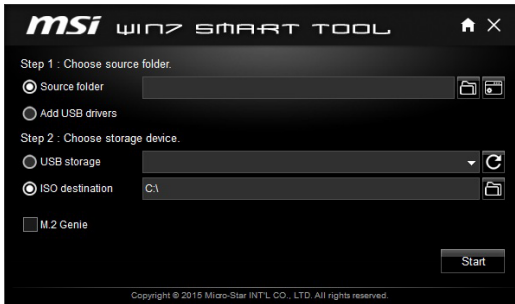 msi WIN7 SMART TOOL
Step 1 : Choose source folder.
Source folder
Add USB drivers
Step 2 : Choose storage device.
USB storage
ISO destination C:\
M.2 Genie
Start
Copyright © 2015 Micro-Star INT'L CO., LTD. All rights reserved.